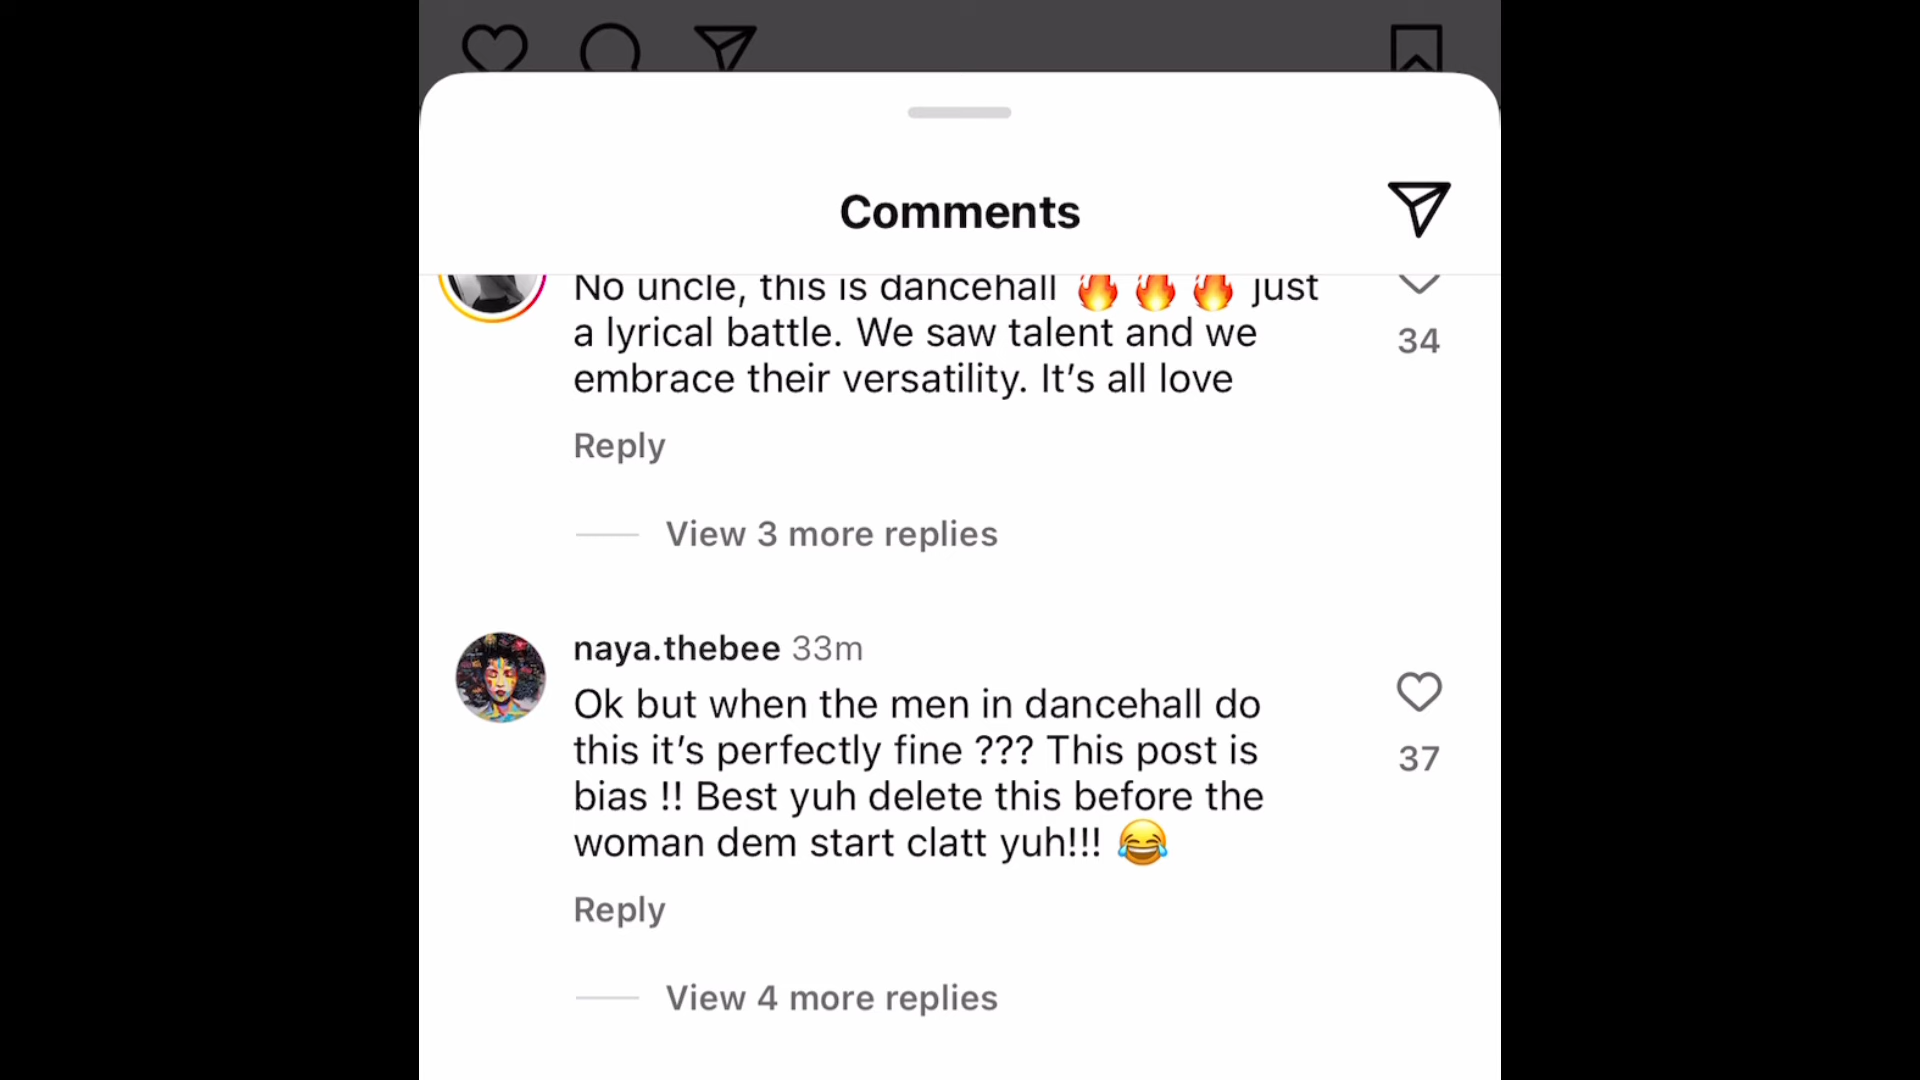 Comments
No uncle, this is dancehall 🔥 🔥 🔥 just
a lyrical battle. We saw talent and we
embrace their versatility. It’s all love
34
Reply
View 3 more replies
naya.thebee 33m
Ok but when the men in dancehall do
this it’s perfectly fine ??? This post is
bias !! Best yuh delete this before the
woman dem start clatt yuh!!! 😂
37
Reply
View 4 more replies